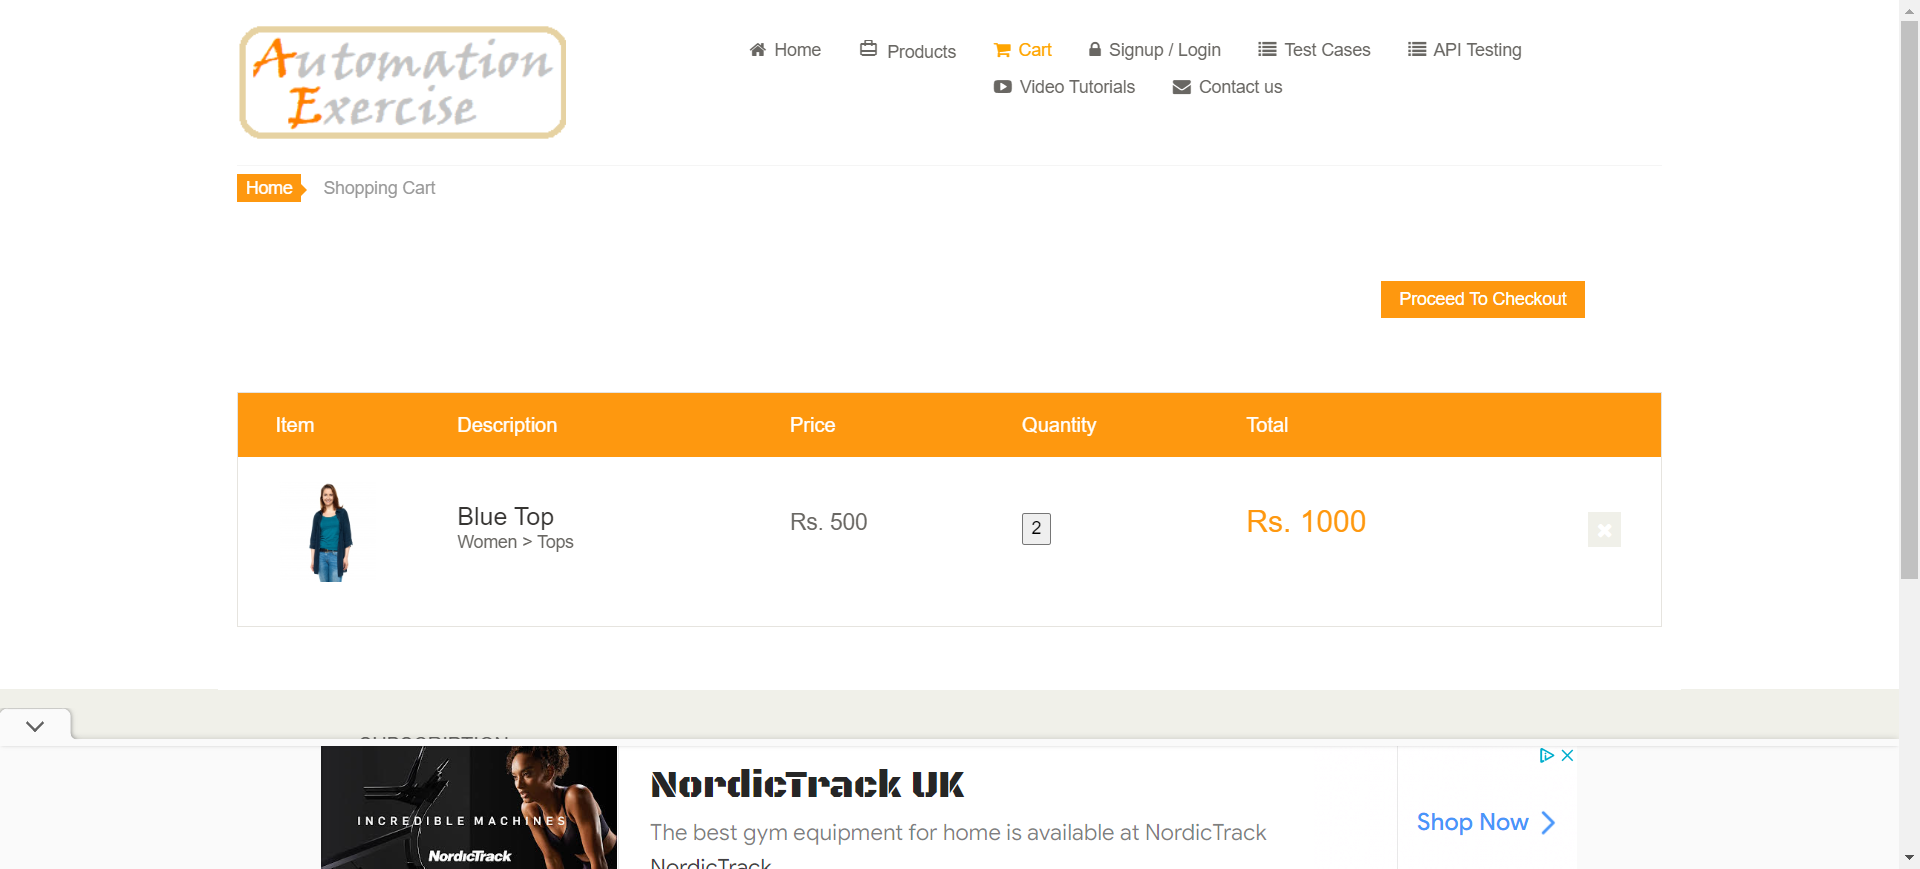 Automation
Exercise
Home
Products
Cart
Signup / Login
Test Cases
API Testing
Video Tutorials
Contact us
Home
Shopping Cart
Proceed To Checkout
Item Description Price Quantity Total
Blue Top
Women > Tops
Rs. 500
2
Rs. 1000
SUBSCRIPTION
INCREDIBLE MACHINES
NordicTrack
NordicTrack UK
The best gym equipment for home is available at NordicTrack
NordicTrack
Shop Now